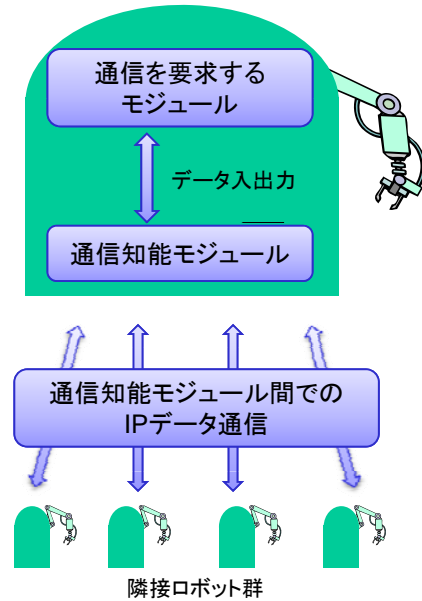 通信を要求する
モジュール
データ入出力
通信知能モジュール
通信知能モジュール間での
IPデータ通信
隣接ロボット群